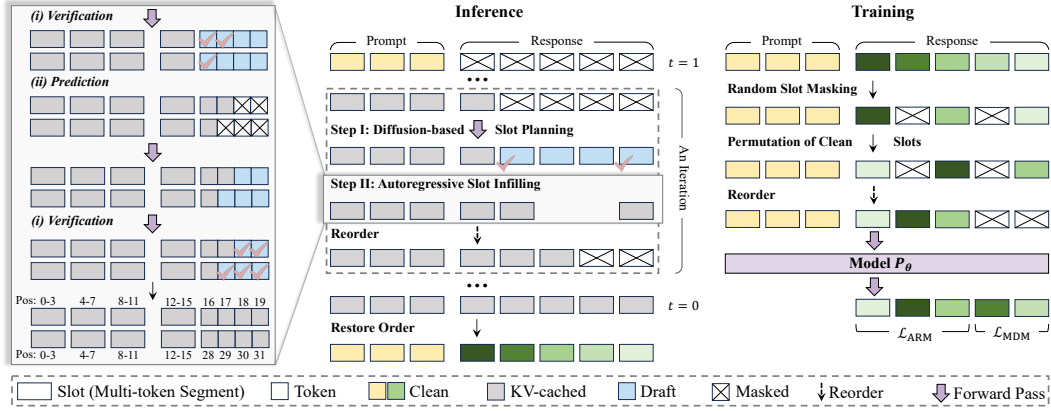 (i) Verification
(ii) Prediction
(i) Verification
Pos: 0-3 4-7 8-11 12-15 16 17 18 19
Pos: 0-3 4-7 8-11 12-15 28 29 30 31
Inference
Prompt Response
t = 1
•••
Step I: Diffusion-based Slot Planning
Step II: Autoregressive Slot Infilling
Reorder
An Iteration
•••
t = 0
Restore Order
Training
Prompt Response
Random Slot Masking
Permutation of Clean Slots
Reorder
Model Pθ
ℒARM ℒMDM
Slot (Multi-token Segment) Token Clean KV-cached Draft Masked Reorder Forward Pass